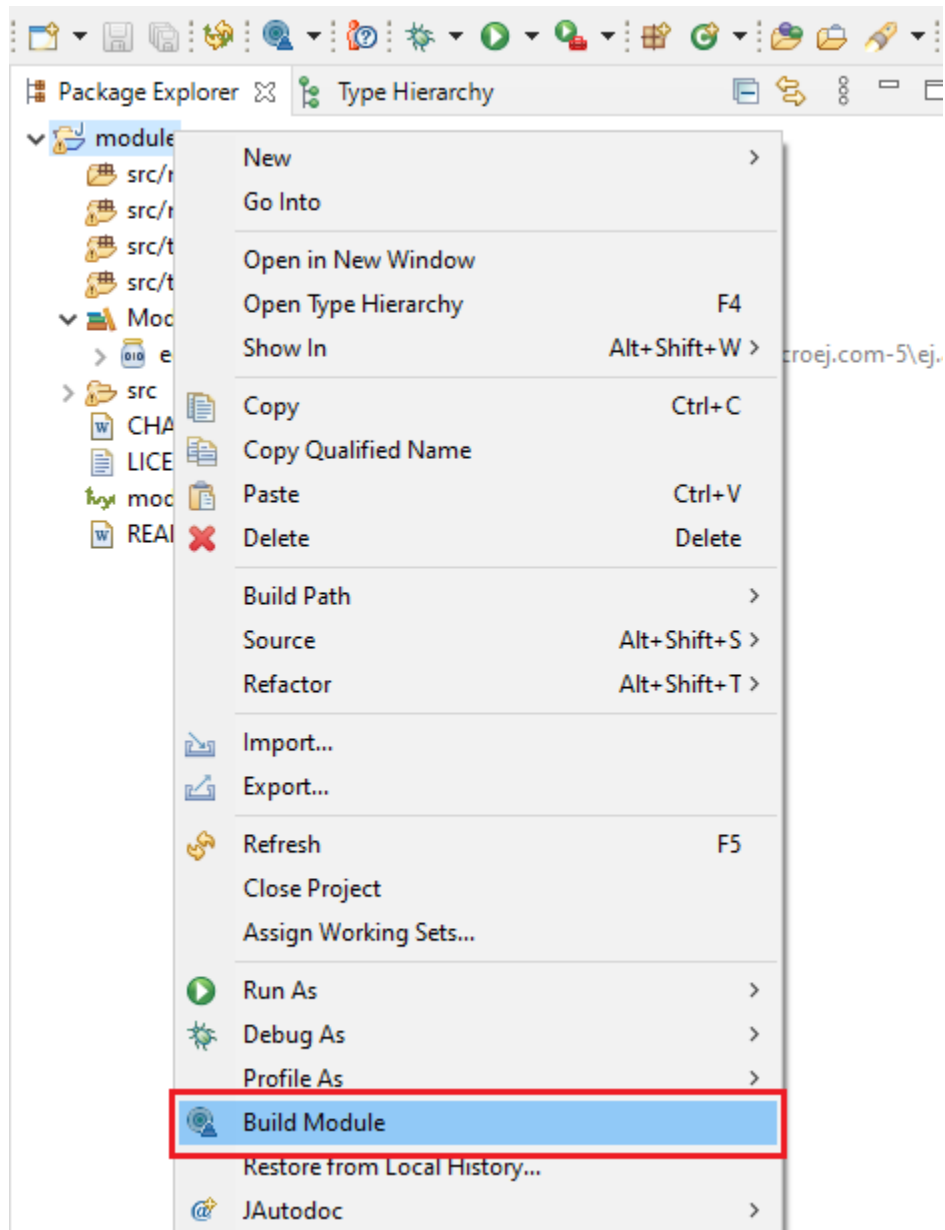 Package Explorer Type Hierarchy
module
src/r
src/r
src/t
src/t
Mod
e
src
CHA
LICE
mod
REAI
New
Go Into
Open in New Window
Open Type Hierarchy F4
Show In Alt+Shift+W
croej.com-5\ej.
Copy Ctrl+C
Copy Qualified Name
Paste Ctrl+V
Delete Delete
Build Path
Source Alt+Shift+S
Refactor Alt+Shift+T
Import...
Export...
Refresh F5
Close Project
Assign Working Sets...
Run As
Debug As
Profile As
Build Module
Restore from Local History...
JAutodoc